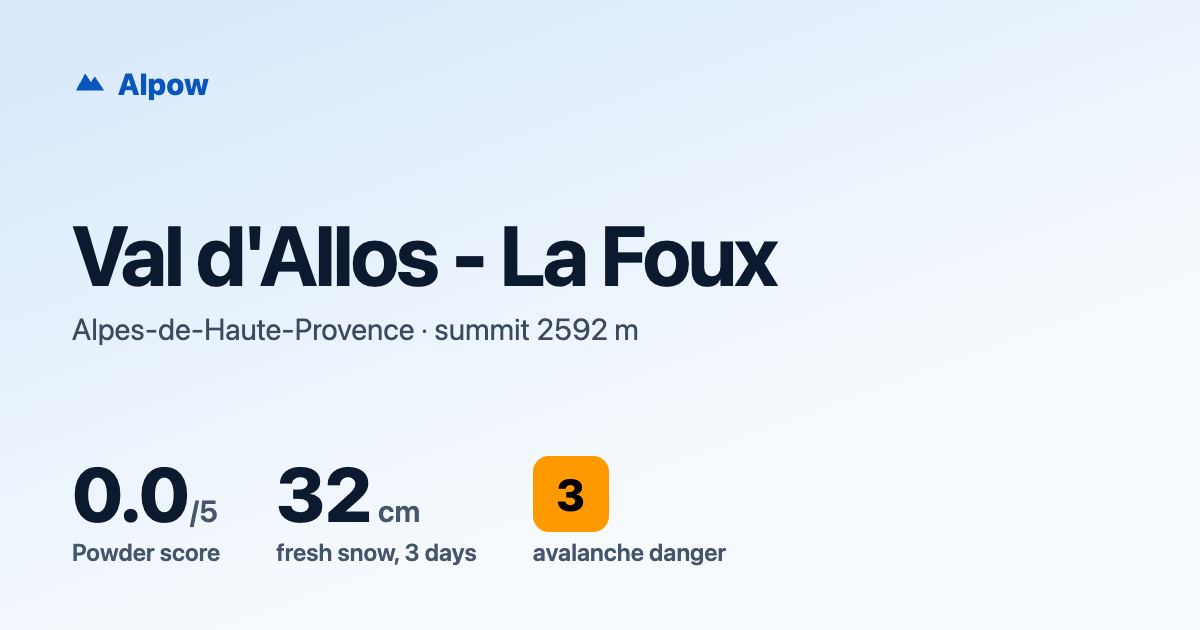 Alpow
Val d'Allos - La Foux
Alpes-de-Haute-Provence · summit 2592 m
0.0/5 32 cm 3
Powder score fresh snow, 3 days avalanche danger